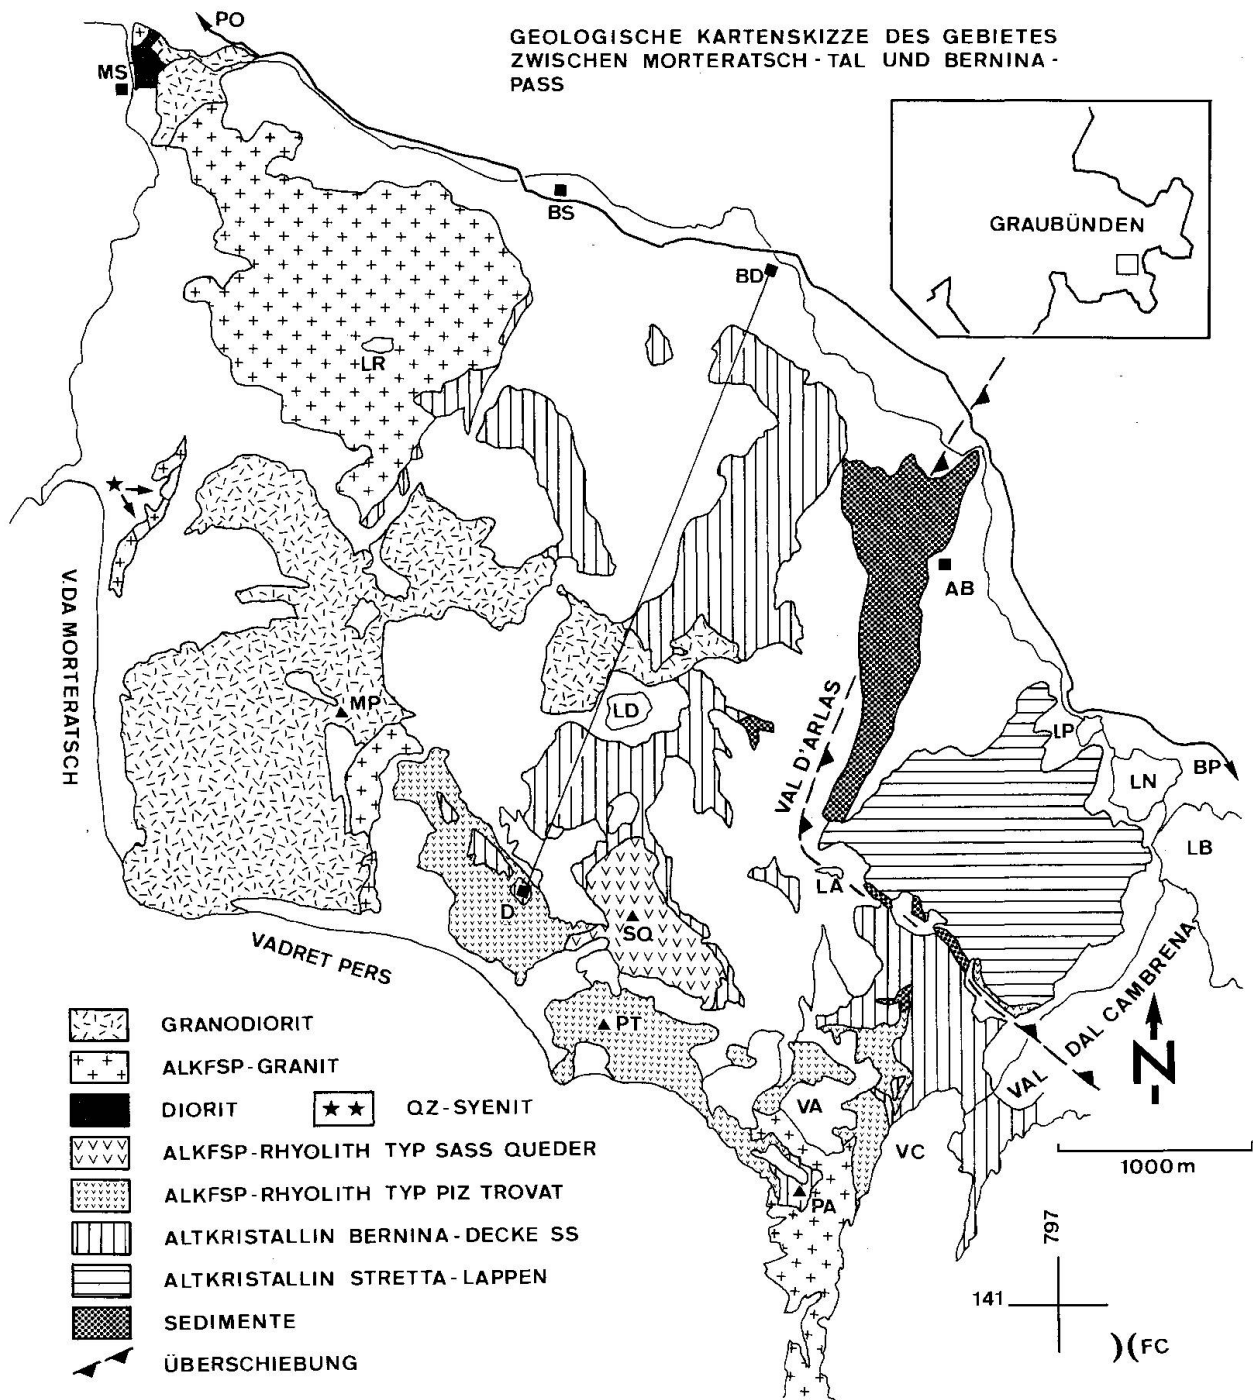 PO
GEOLOGISCHE KARTENSKIZZE DES GEBIETES
ZWISCHEN MORTERATSCH-TAL UND BERNINA-
PASS
MS
BS
GRAUBÜNDEN
BD
LR
AB
V. DA MORTERATSCH
MP
LD
VAL D'ARLAS
LP
BP
LN
LB
LA
D
SQ
VADRET PERS
PT
VAL DAL CAMBRENA
N
VA
VC
PA
1000 m
GRANODIORIT
ALKFSP-GRANIT
DIORIT
QZ-SYENIT
ALKFSP-RHYOLITH TYP SASS QUEDER
ALKFSP-RHYOLITH TYP PIZ TROVAT
ALTKRISTALLIN BERNINA-DECKE SS
ALTKRISTALLIN STRETTA-LAPPEN
SEDIMENTE
ÜBERSCHIEBUNG
797
141
)(FC